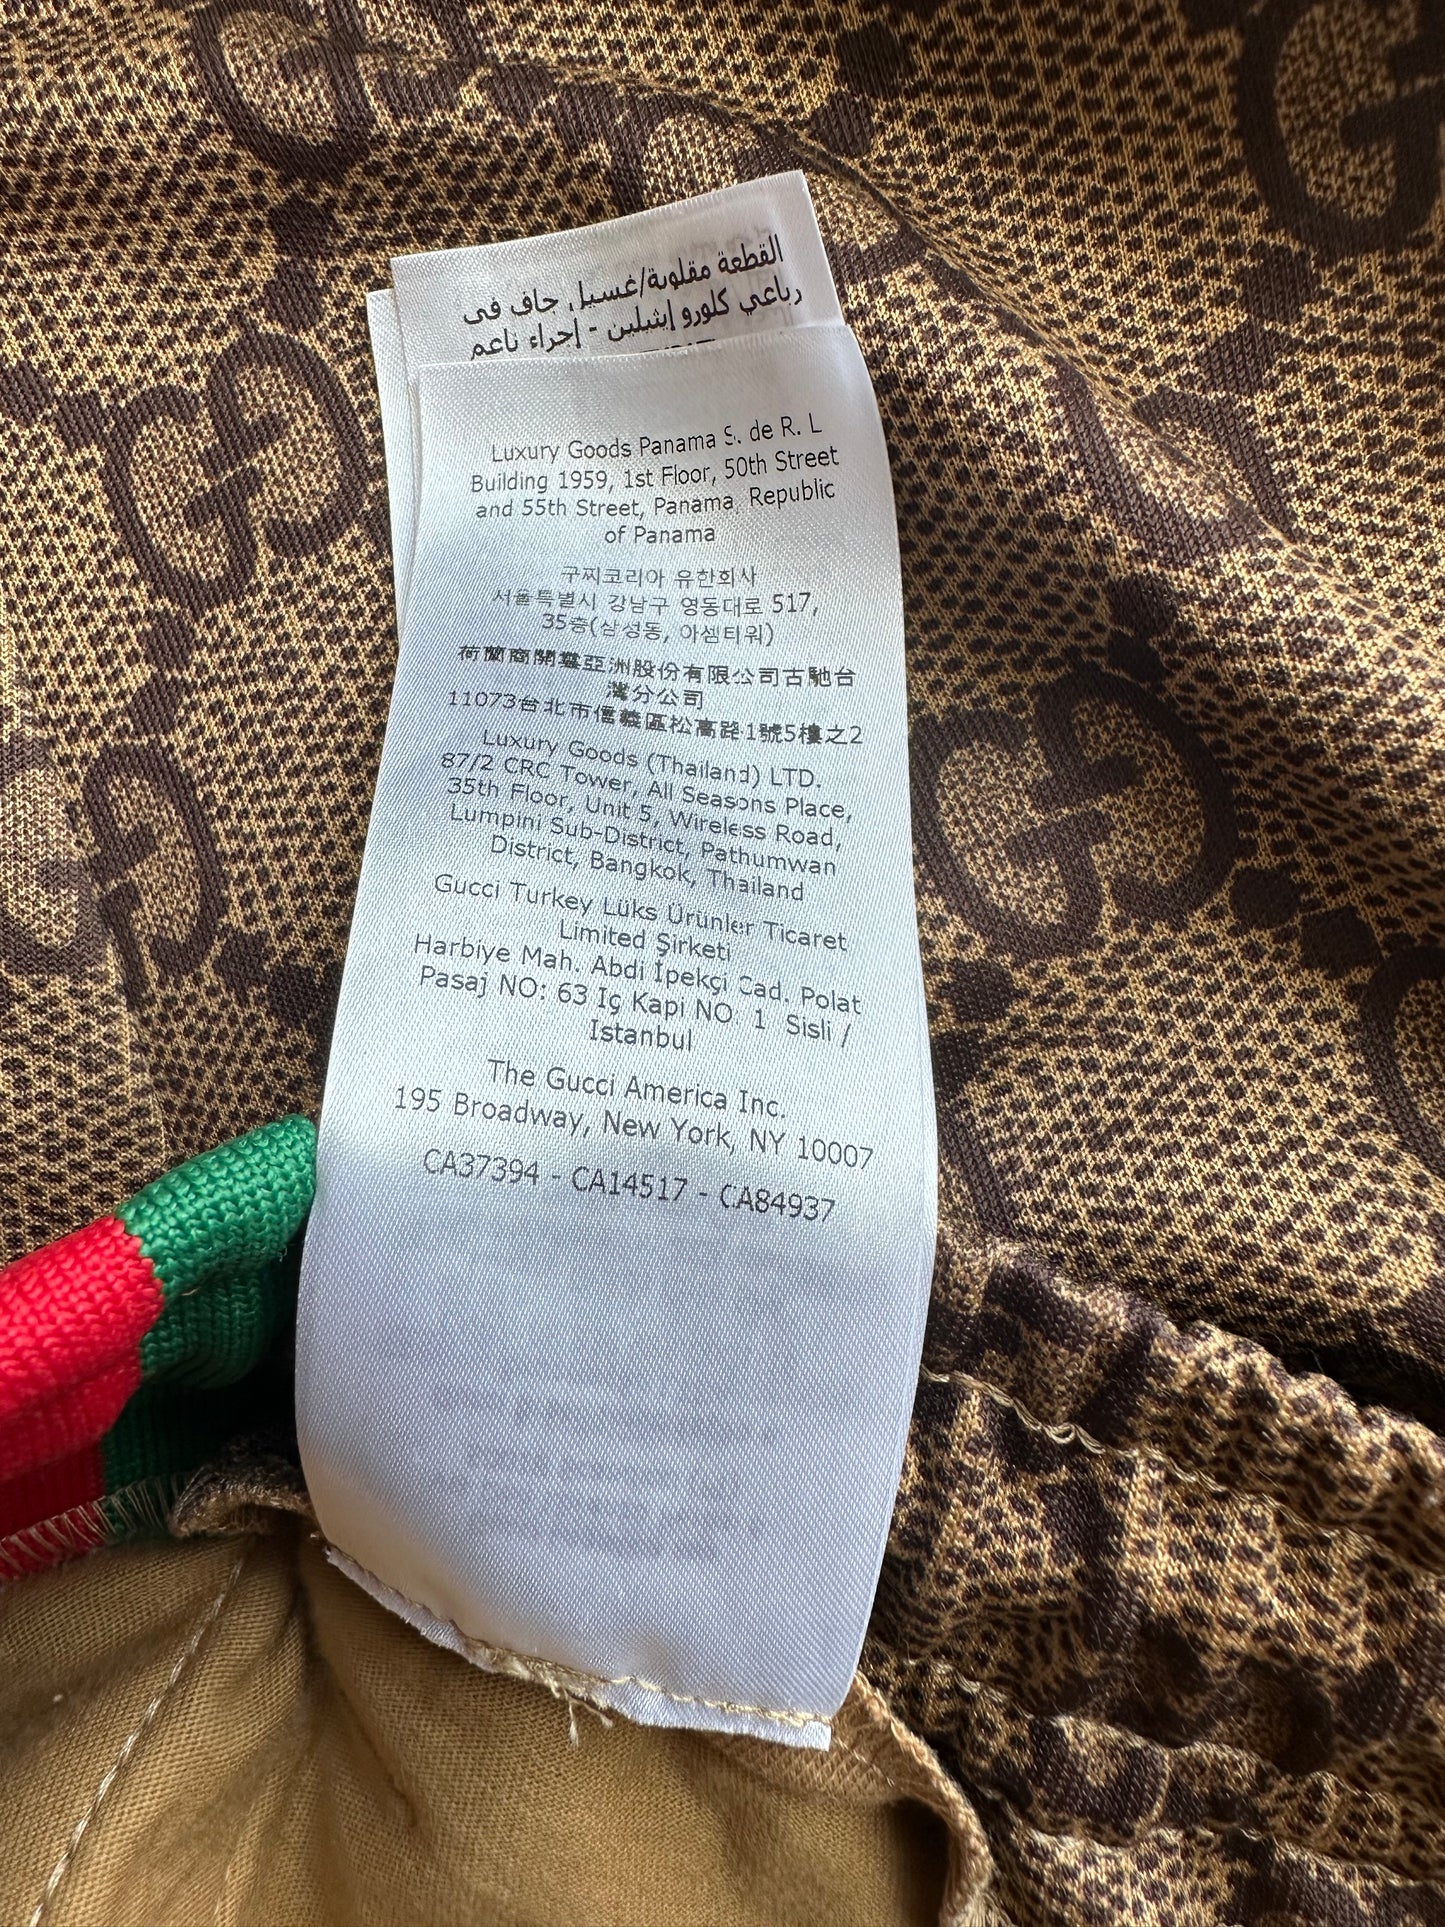 القطعة مقلوبة/غسيل جاف في
رباعي كلورو إيثيلين - إجراء ناعم
Luxury Goods Panama S. de R. L
Building 1959, 1st Floor, 50th Street
and 55th Street, Panama, Republic
of Panama
구찌코리아 유한회사
서울특별시 강남구 영동대로 517,
35층(삼성동, 아셈타워)
荷蘭商開雲亞洲股份有限公司古馳台
灣分公司
11073台北市信義區松高路1號5樓之2
Luxury Goods (Thailand) LTD.
87/2 CRC Tower, All Seasons Place,
35th Floor, Unit 5, Wireless Road,
Lumpini Sub-District, Pathumwan
District, Bangkok, Thailand
Gucci Turkey Lüks Ürünler Ticaret
Limited Şirketi
Harbiye Mah. Abdi İpekçi Cad. Polat
Pasaj NO: 63 Iç Kapi NO: 1 Sisli /
Istanbul
The Gucci America Inc.
195 Broadway, New York, NY 10007
CA37394 - CA14517 - CA84937